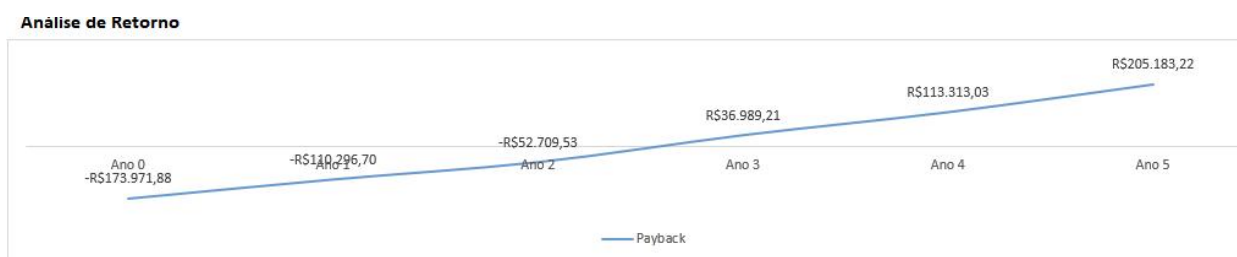 Análise de Retorno
R$205.183,22
R$113.313,03
R$36.989,21
-R$52.709,53
-R$110.296,70
Ano 0
Ano 1
Ano 2
Ano 3
Ano 4
Ano 5
-R$173.971,88
Payback